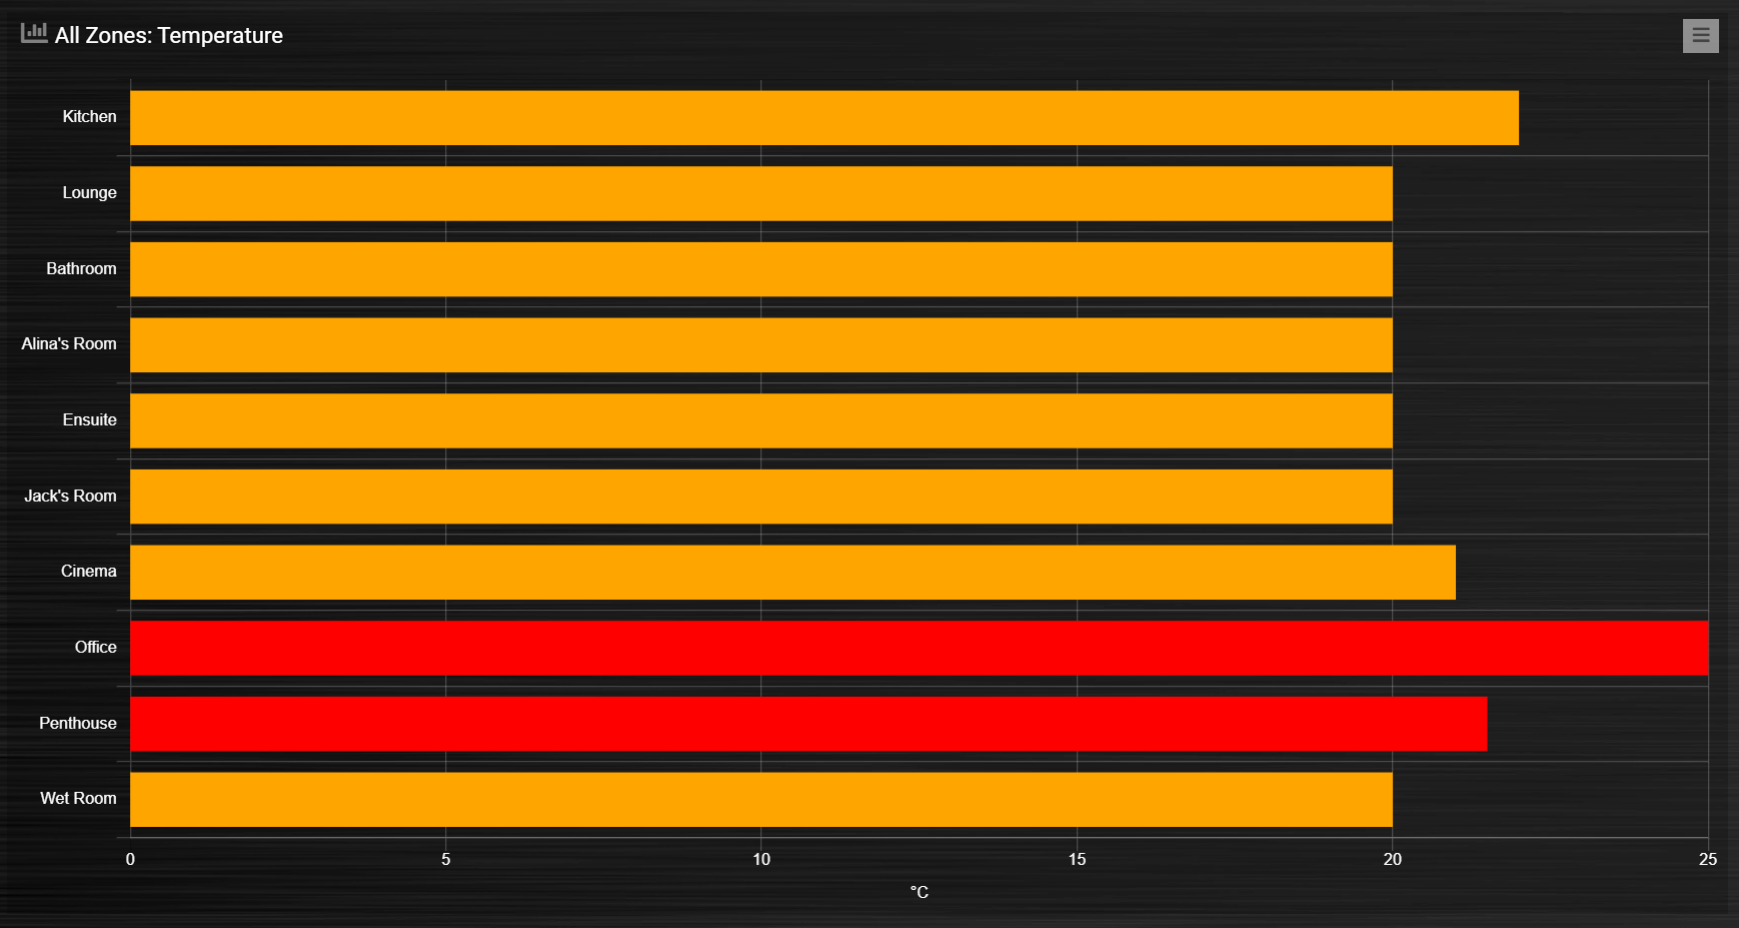 All Zones: Temperature
Kitchen
Lounge
Bathroom
Alina's Room
Ensuite
Jack's Room
Cinema
Office
Penthouse
Wet Room
0 5 10 15 20 25
°C